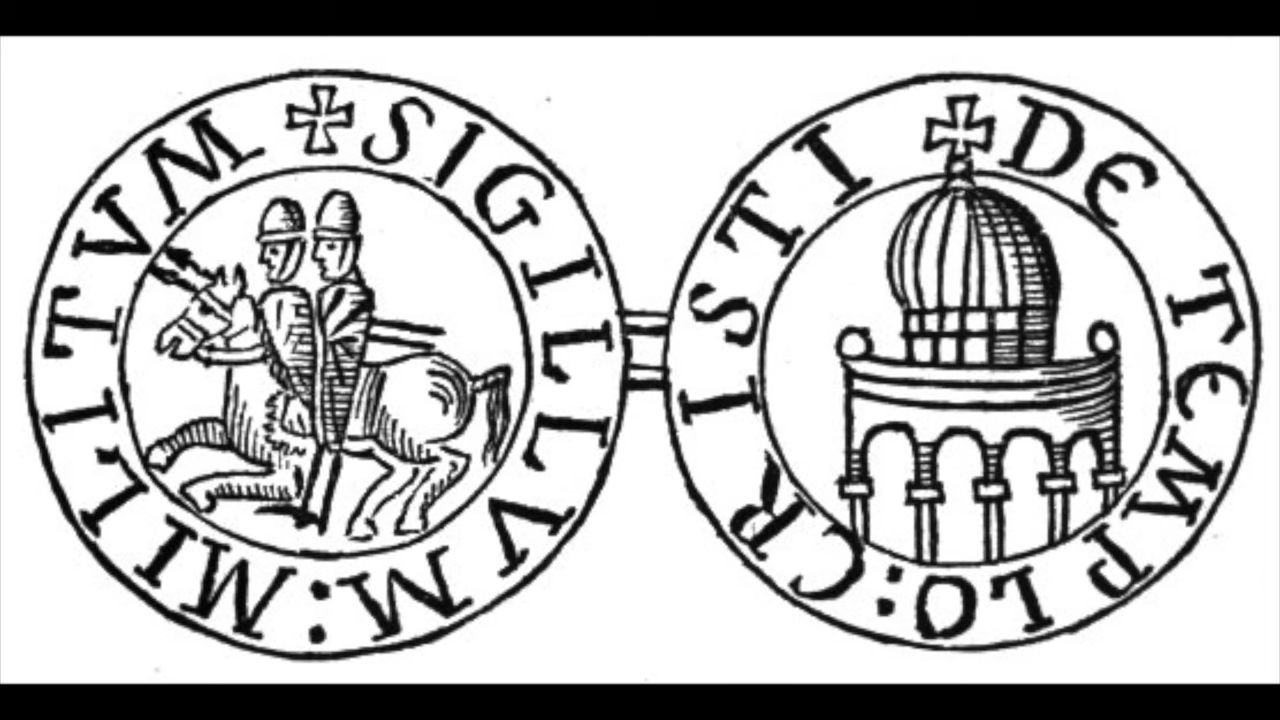 ✠ SIGILLVM : MILITVM
✠ DE TEMPLO : CRISTI